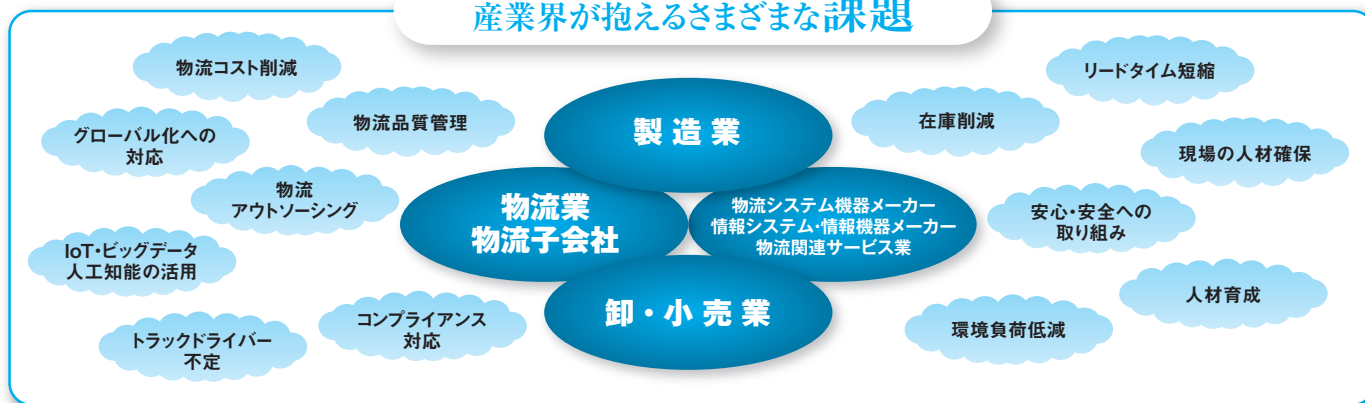 産業界が抱えるさまざまな課題
物流コスト削減
リードタイム短縮
グローバル化への
対応
物流品質管理
製造業
在庫削減
現場の人材確保
物流
アウトソーシング
物流業
物流子会社
物流システム機器メーカー
情報システム・情報機器メーカー
物流関連サービス業
安心・安全への
取り組み
IoT・ビッグデータ
人工知能の活用
人材育成
トラックドライバー
不定
コンプライアンス
対応
卸・小売業
環境負荷低減